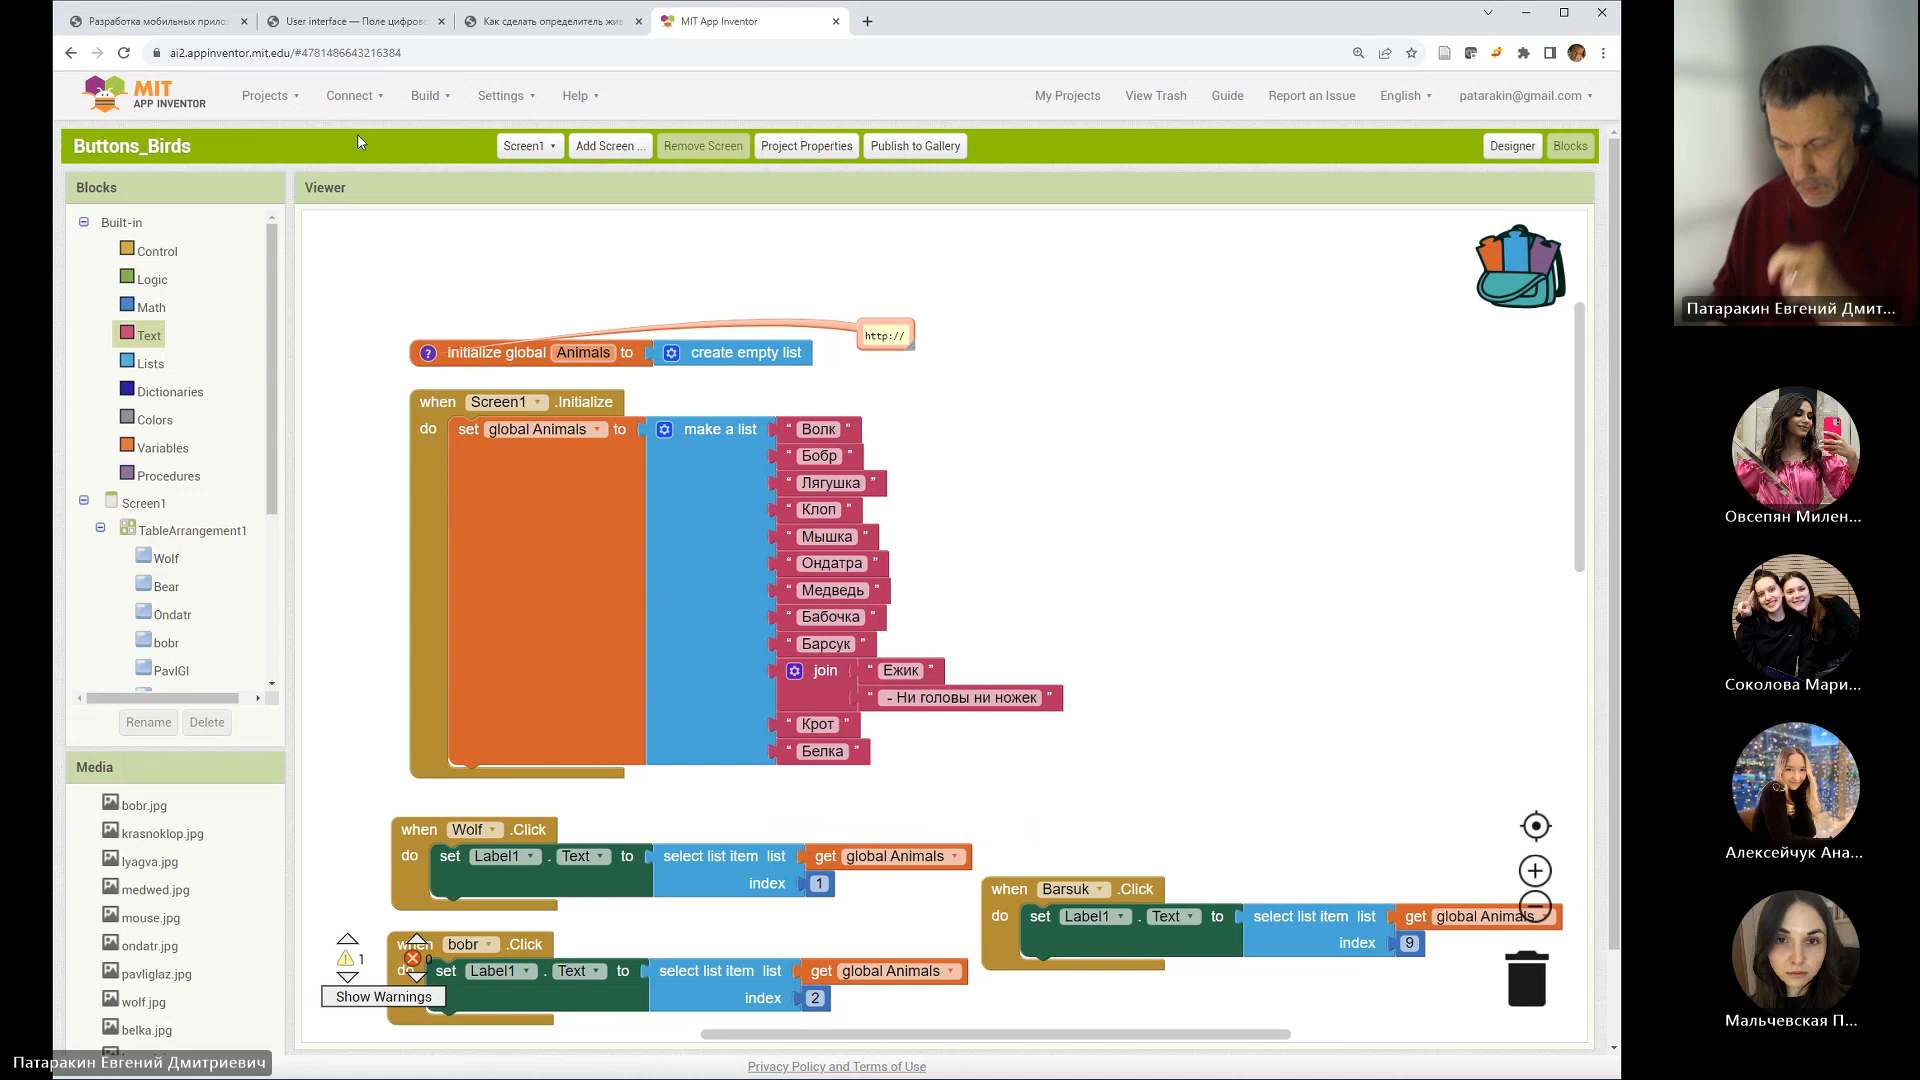 Разработка мобильных прило
User interface — Поле цифрово
Как сделать определитель жив
MIT App Inventor
ai2.appinventor.mit.edu/#4781486643216384
MIT
APP INVENTOR
Projects
Connect
Build
Settings
Help
My Projects
View Trash
Guide
Report an Issue
English
patarakin@gmail.com
Buttons_Birds
Screen1
Add Screen ...
Remove Screen
Project Properties
Publish to Gallery
Designer
Blocks
Blocks
Built-in
Control
Logic
Math
Text
Lists
Dictionaries
Colors
Variables
Procedures
Screen1
TableArrangement1
Wolf
Bear
Ondatr
bobr
PavlGl
Rename
Delete
Media
bobr.jpg
krasnoklop.jpg
lyagva.jpg
medwed.jpg
mouse.jpg
ondatr.jpg
pavliglaz.jpg
wolf.jpg
belka.jpg
Viewer
http://
? initialize global Animals to create empty list
when Screen1 .Initialize
do set global Animals to make a list " Волк "
" Бобр "
" Лягушка "
" Клоп "
" Мышка "
" Ондатра "
" Медведь "
" Бабочка "
" Барсук "
join " Ежик "
" - Ни головы ни ножек "
" Крот "
" Белка "
when Wolf .Click
do set Label1 . Text to select list item list get global Animals
index 1
when Barsuk .Click
do set Label1 . Text to select list item list get global Animals
index 9
when bobr .Click
do set Label1 . Text to select list item list get global Animals
index 2
1
0
Show Warnings
Privacy Policy and Terms of Use
Патаракин Евгений Дмитриевич
Патаракин Евгений Дмит...
Овсепян Милен...
Соколова Мари...
Алексейчук Ана...
Мальчевская П...